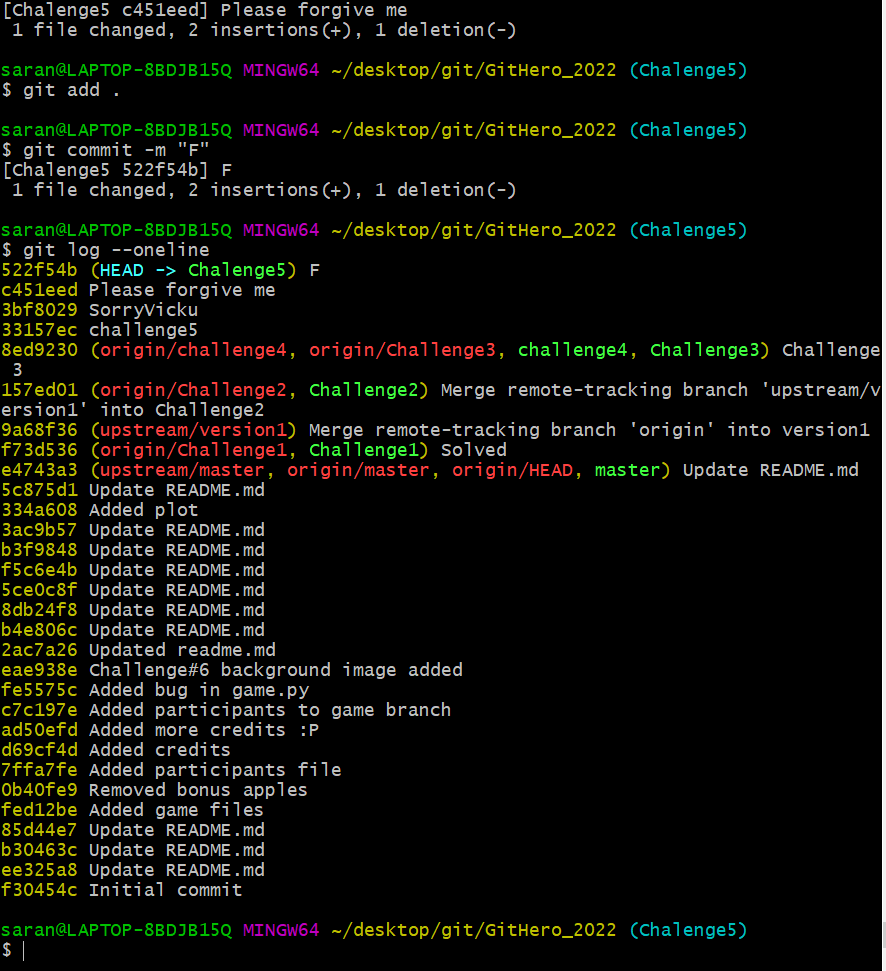 [Chalenge5 c451eed] Please forgive me
 1 file changed, 2 insertions(+), 1 deletion(-)

saran@LAPTOP-8BDJB15Q MINGW64 ~/desktop/git/GitHero_2022 (Chalenge5)
$ git add .

saran@LAPTOP-8BDJB15Q MINGW64 ~/desktop/git/GitHero_2022 (Chalenge5)
$ git commit -m "F"
[Chalenge5 522f54b] F
 1 file changed, 2 insertions(+), 1 deletion(-)

saran@LAPTOP-8BDJB15Q MINGW64 ~/desktop/git/GitHero_2022 (Chalenge5)
$ git log --oneline
522f54b (HEAD -> Chalenge5) F
c451eed Please forgive me
3bf8029 SorryVicku
33157ec challenge5
8ed9230 (origin/challenge4, origin/Challenge3, challenge4, Challenge3) Challenge
 3
157ed01 (origin/Challenge2, Challenge2) Merge remote-tracking branch 'upstream/v
ersion1' into Challenge2
9a68f36 (upstream/version1) Merge remote-tracking branch 'origin' into version1
f73d536 (origin/Challenge1, Challenge1) Solved
e4743a3 (upstream/master, origin/master, origin/HEAD, master) Update README.md
5c875d1 Update README.md
334a608 Added plot
3ac9b57 Update README.md
b3f9848 Update README.md
f5c6e4b Update README.md
5ce0c8f Update README.md
8db24f8 Update README.md
b4e806c Update README.md
2ac7a26 Updated readme.md
eae938e Challenge#6 background image added
fe5575c Added bug in game.py
c7c197e Added participants to game branch
ad50efd Added more credits :P
d69cf4d Added credits
7ffa7fe Added participants file
0b40fe9 Removed bonus apples
fed12be Added game files
85d44e7 Update README.md
b30463c Update README.md
ee325a8 Update README.md
f30454c Initial commit

saran@LAPTOP-8BDJB15Q MINGW64 ~/desktop/git/GitHero_2022 (Chalenge5)
$